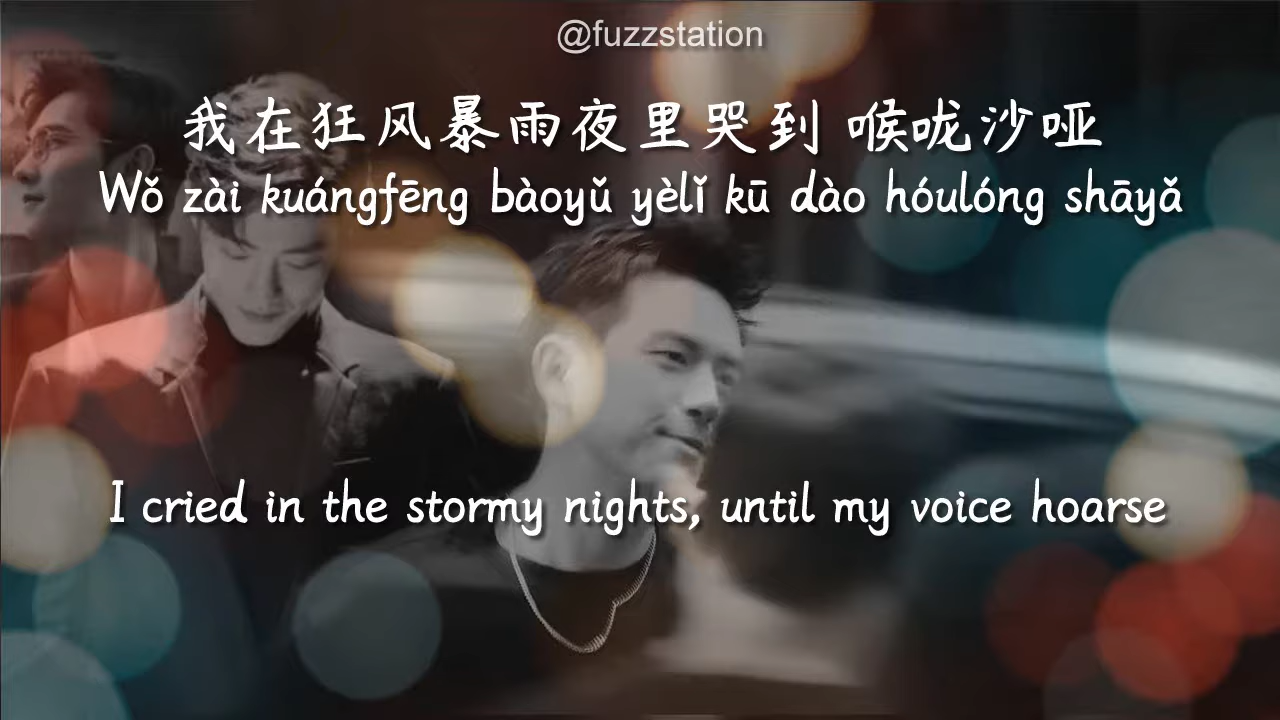 @fuzzstation
我在狂风暴雨夜里哭到 喉咙沙哑
Wǒ zài kuángfēng bàoyǔ yèlǐ kū dào hóulóng shāyǎ
I cried in the stormy nights, until my voice hoarse